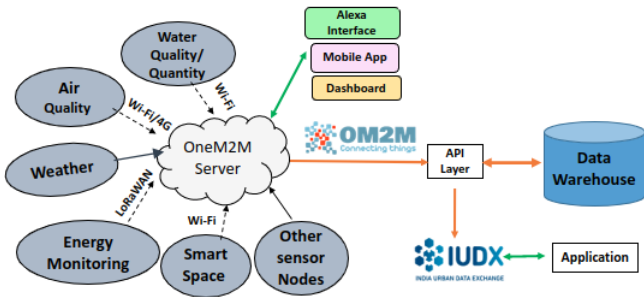 Alexa
Interface
Mobile App
Dashboard
Water
Quality/
Quantity
Wi-Fi
Air
Quality
Wi-Fi/4G
OneM2M
Server
OM2M
Connecting things
API
Layer
Data
Warehouse
Weather
LoRaWAN
Energy
Monitoring
Wi-Fi
Smart
Space
Other
sensor
Nodes
IUDX
INDIA URBAN DATA EXCHANGE
Application